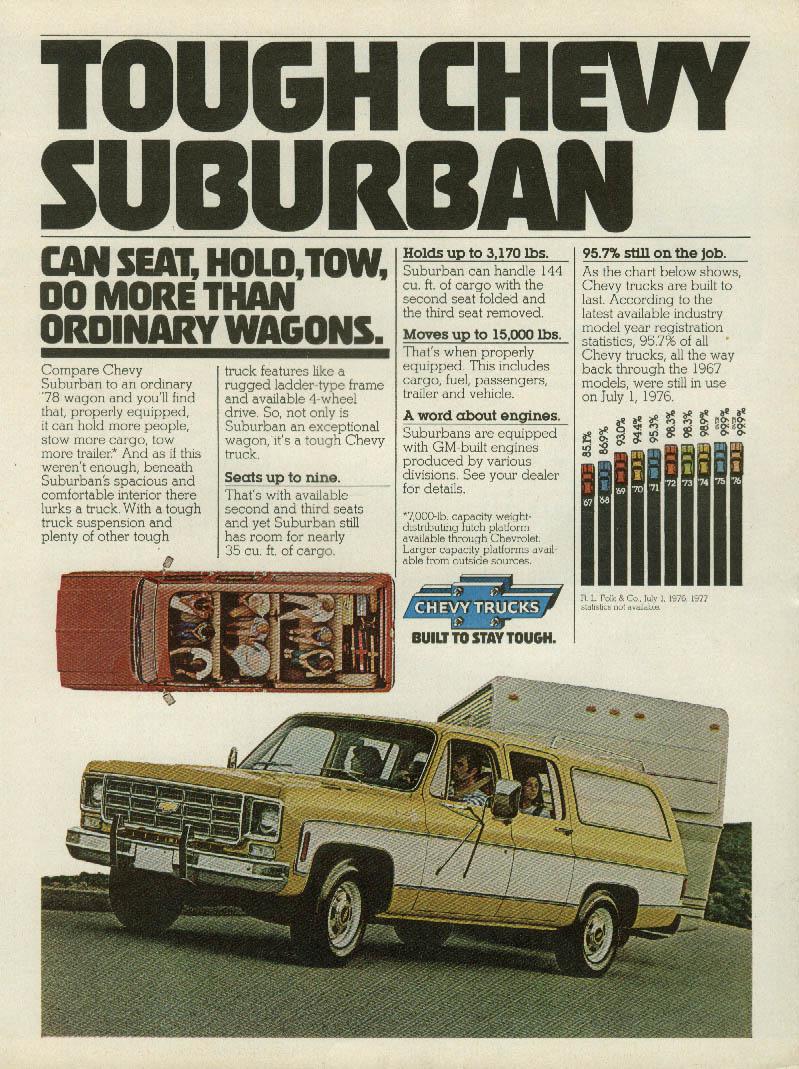 TOUGH CHEVY
SUBURBAN
CAN SEAT, HOLD, TOW,
DO MORE THAN
ORDINARY WAGONS.
Compare Chevy
Suburban to an ordinary
'78 wagon and you'll find
that, properly equipped,
it can hold more people,
stow more cargo, tow
more trailer.* And as if this
weren't enough, beneath
Suburban's spacious and
comfortable interior there
lurks a truck. With a tough
truck suspension and
plenty of other tough
truck features like a
rugged ladder-type frame
and available 4-wheel
drive. So, not only is
Suburban an exceptional
wagon, it's a tough Chevy
truck.
Seats up to nine.
That's with available
second and third seats
and yet Suburban still
has room for nearly
35 cu. ft. of cargo.
Holds up to 3,170 lbs.
Suburban can handle 144
cu. ft. of cargo with the
second seat folded and
the third seat removed.
Moves up to 15,000 lbs.
That's when properly
equipped. This includes
cargo, fuel, passengers,
trailer and vehicle.
A word about engines.
Suburbans are equipped
with GM-built engines
produced by various
divisions. See your dealer
for details.
*7,000-lb. capacity weight-
distributing hitch platform
available through Chevrolet.
Larger capacity platforms avail-
able from outside sources.
CHEVY TRUCKS
BUILT TO STAY TOUGH.
95.7% still on the job.
As the chart below shows,
Chevy trucks are built to
last. According to the
latest available industry
model year registration
statistics, 95.7% of all
Chevy trucks, all the way
back through the 1967
models, were still in use
on July 1, 1976.
85.1% 86.9% 93.0% 94.4% 95.3% 98.3% 98.3% 98.9% 99.9% 99.9%
'67 '68 '69 '70 '71 '72 '73 '74 '75 '76
R. L. Polk & Co., July 1, 1976. 1977
statistics not available.